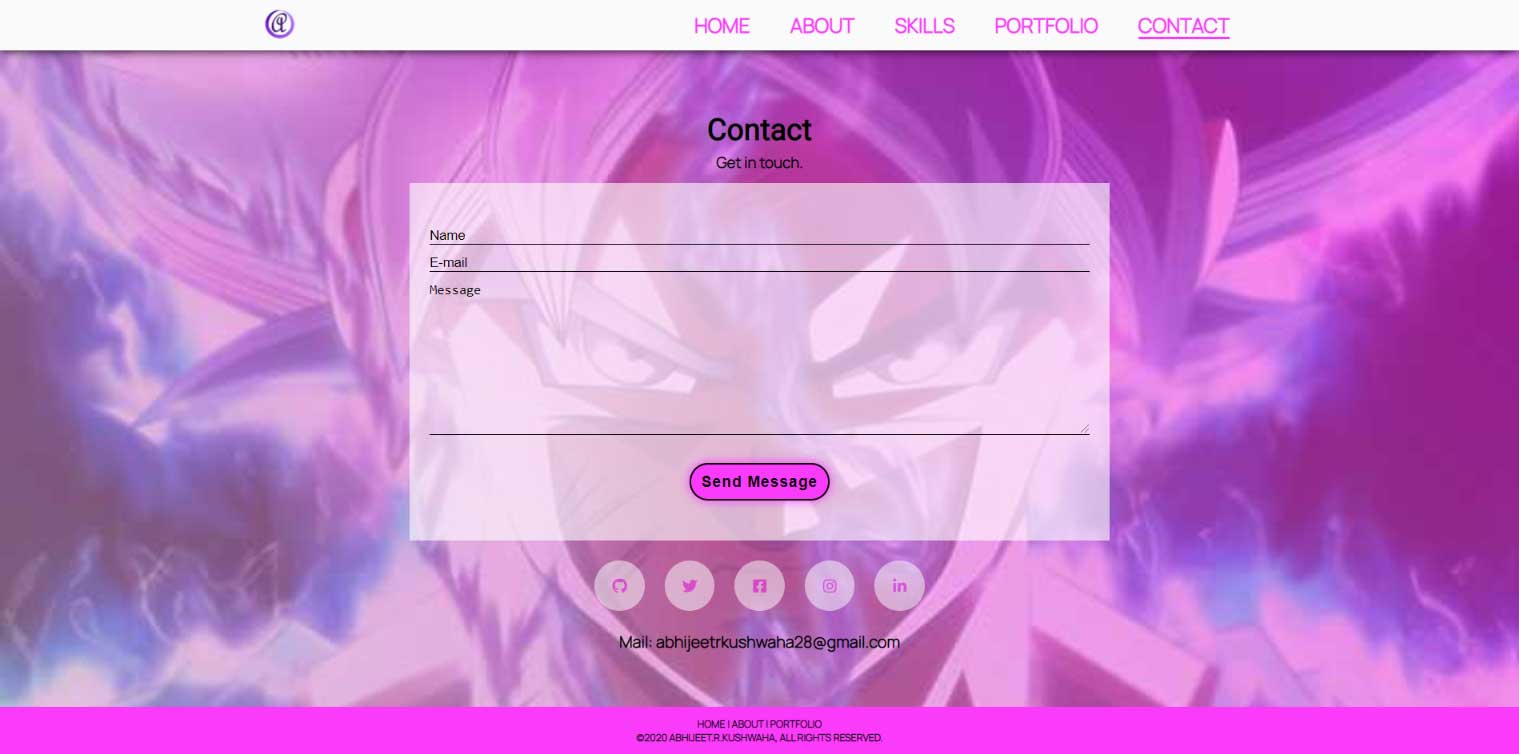 HOME ABOUT SKILLS PORTFOLIO CONTACT
Contact
Get in touch.
Name
E-mail
Message
Send Message
Mail: abhijeetrkushwaha28@gmail.com
HOME | ABOUT | PORTFOLIO
©2020 ABHIJEET.R.KUSHWAHA, ALL RIGHTS RESERVED.